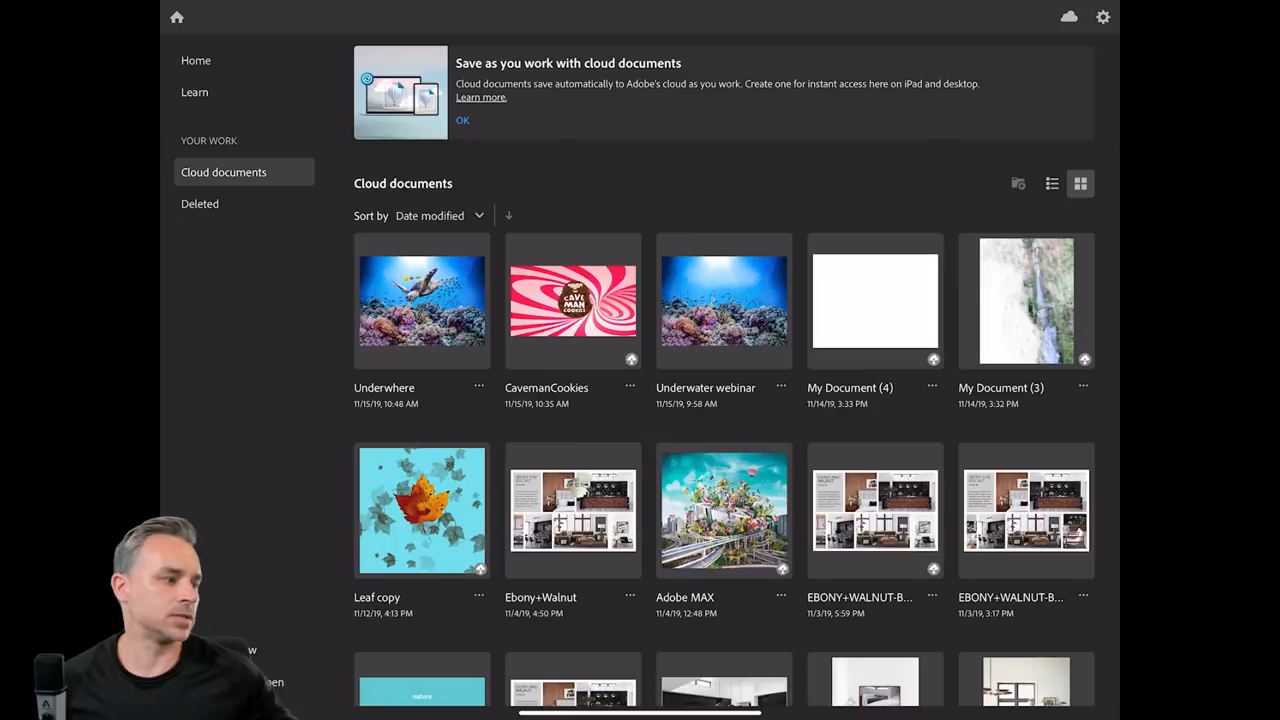 Home
Learn
YOUR WORK
Cloud documents
Deleted
Save as you work with cloud documents
Cloud documents save automatically to Adobe's cloud as you work. Create one for instant access here on iPad and desktop.
Learn more.
OK
Cloud documents
Sort by Date modified
CAVE
MAN
COOKIES
Underwhere
11/15/19, 10:48 AM
CavemanCookies
11/15/19, 10:35 AM
Underwater webinar
11/15/19, 9:58 AM
My Document (4)
11/14/19, 3:33 PM
My Document (3)
11/14/19, 3:32 PM
Leaf copy
11/12/19, 4:13 PM
Ebony+Walnut
11/4/19, 4:50 PM
Adobe MAX
11/4/19, 12:48 PM
EBONY+WALNUT-B...
11/3/19, 5:59 PM
EBONY+WALNUT-B...
11/3/19, 3:17 PM
w
en
nature